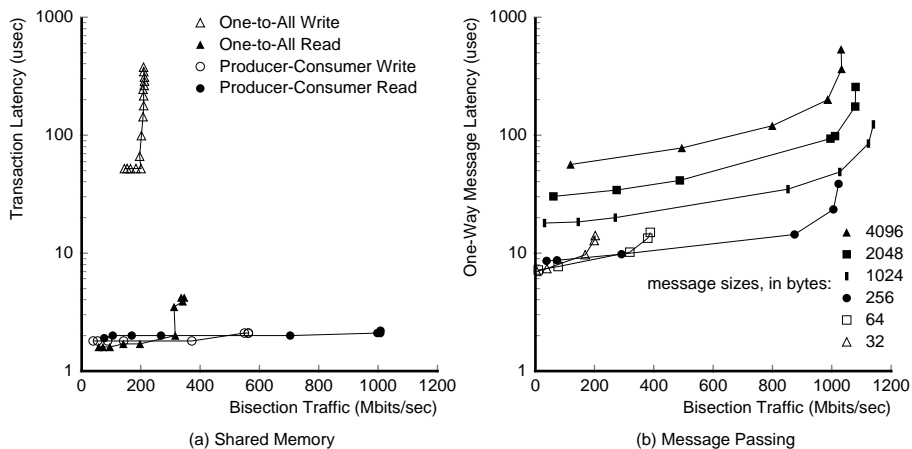 Transaction Latency (usec)
1000
100
10
1
0
200
400
600
800
1000
1200
Bisection Traffic (Mbits/sec)
One-to-All Write
One-to-All Read
Producer-Consumer Write
Producer-Consumer Read
(a) Shared Memory
One-Way Message Latency (usec)
1000
100
10
1
0
200
400
600
800
1000
1200
Bisection Traffic (Mbits/sec)
message sizes, in bytes:
4096
2048
1024
256
64
32
(b) Message Passing